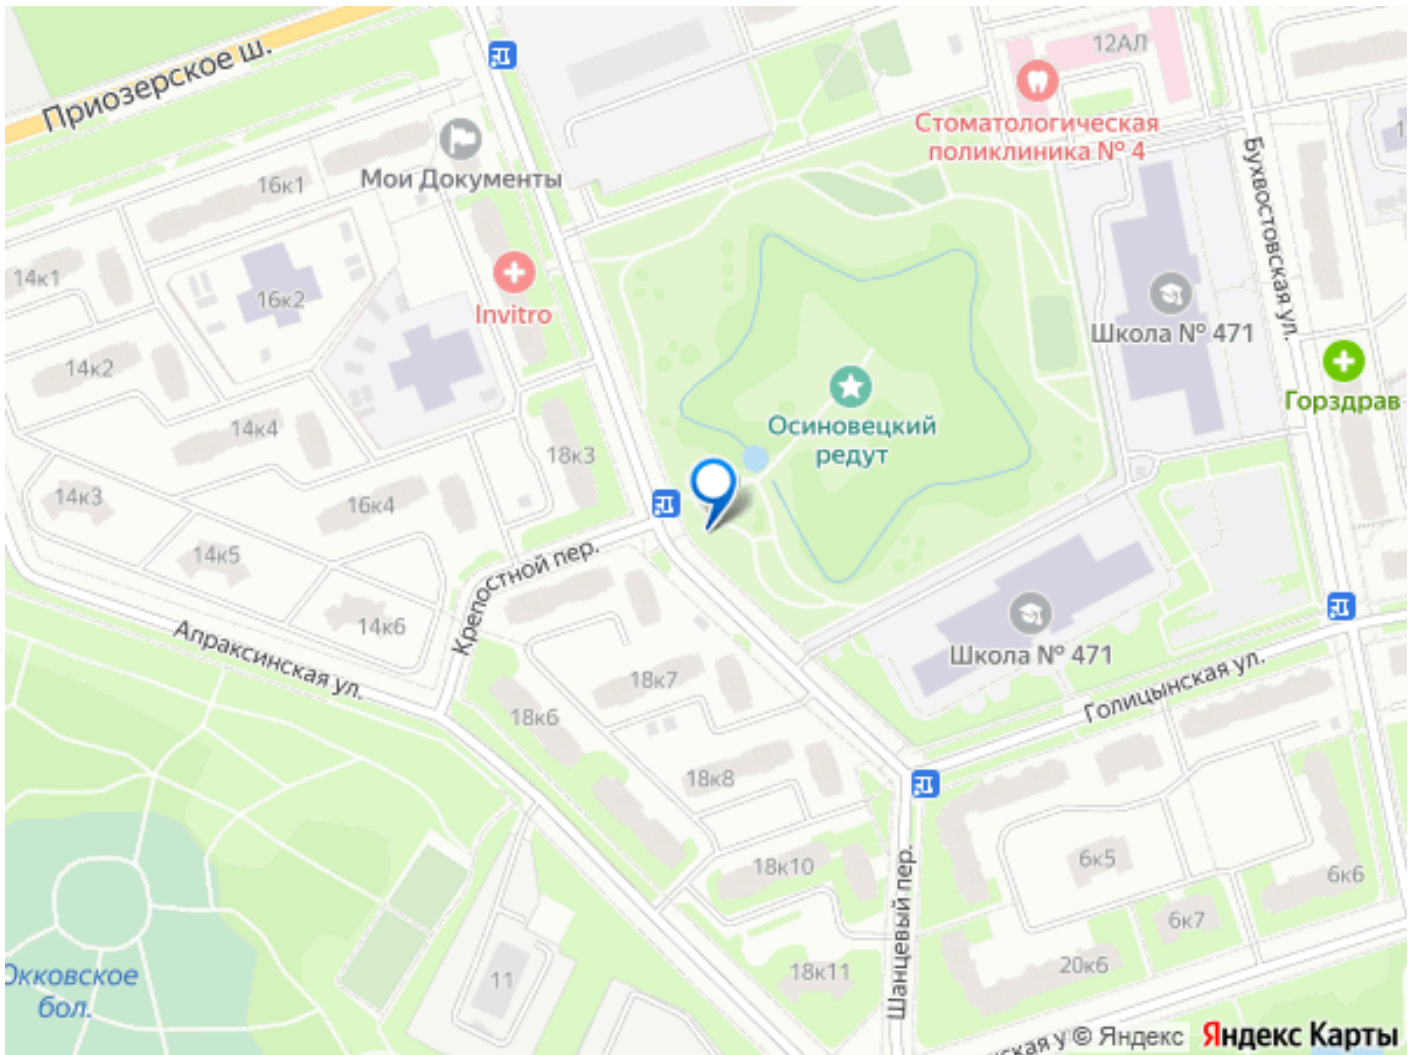 Приозерское ш.
12АЛ
Стоматологическая
поликлиника № 4
Мои Документы
16к1
Бухвостовская ул.
14к1
16к2
Invitro
Школа № 471
14к2
Горздрав
Осиновецкий
редут
14к4
18к3
14к3
16к4
14к5
Крепостной пер.
14к6
Апраксинская ул.
Школа № 471
18к7
Голицынская ул.
18к6
18к8
18к10
6к5
6к6
Шанцевый пер.
6к7
18к11
20к6
11
Окковское
бол.
ская у
© Яндекс
Яндекс Карты